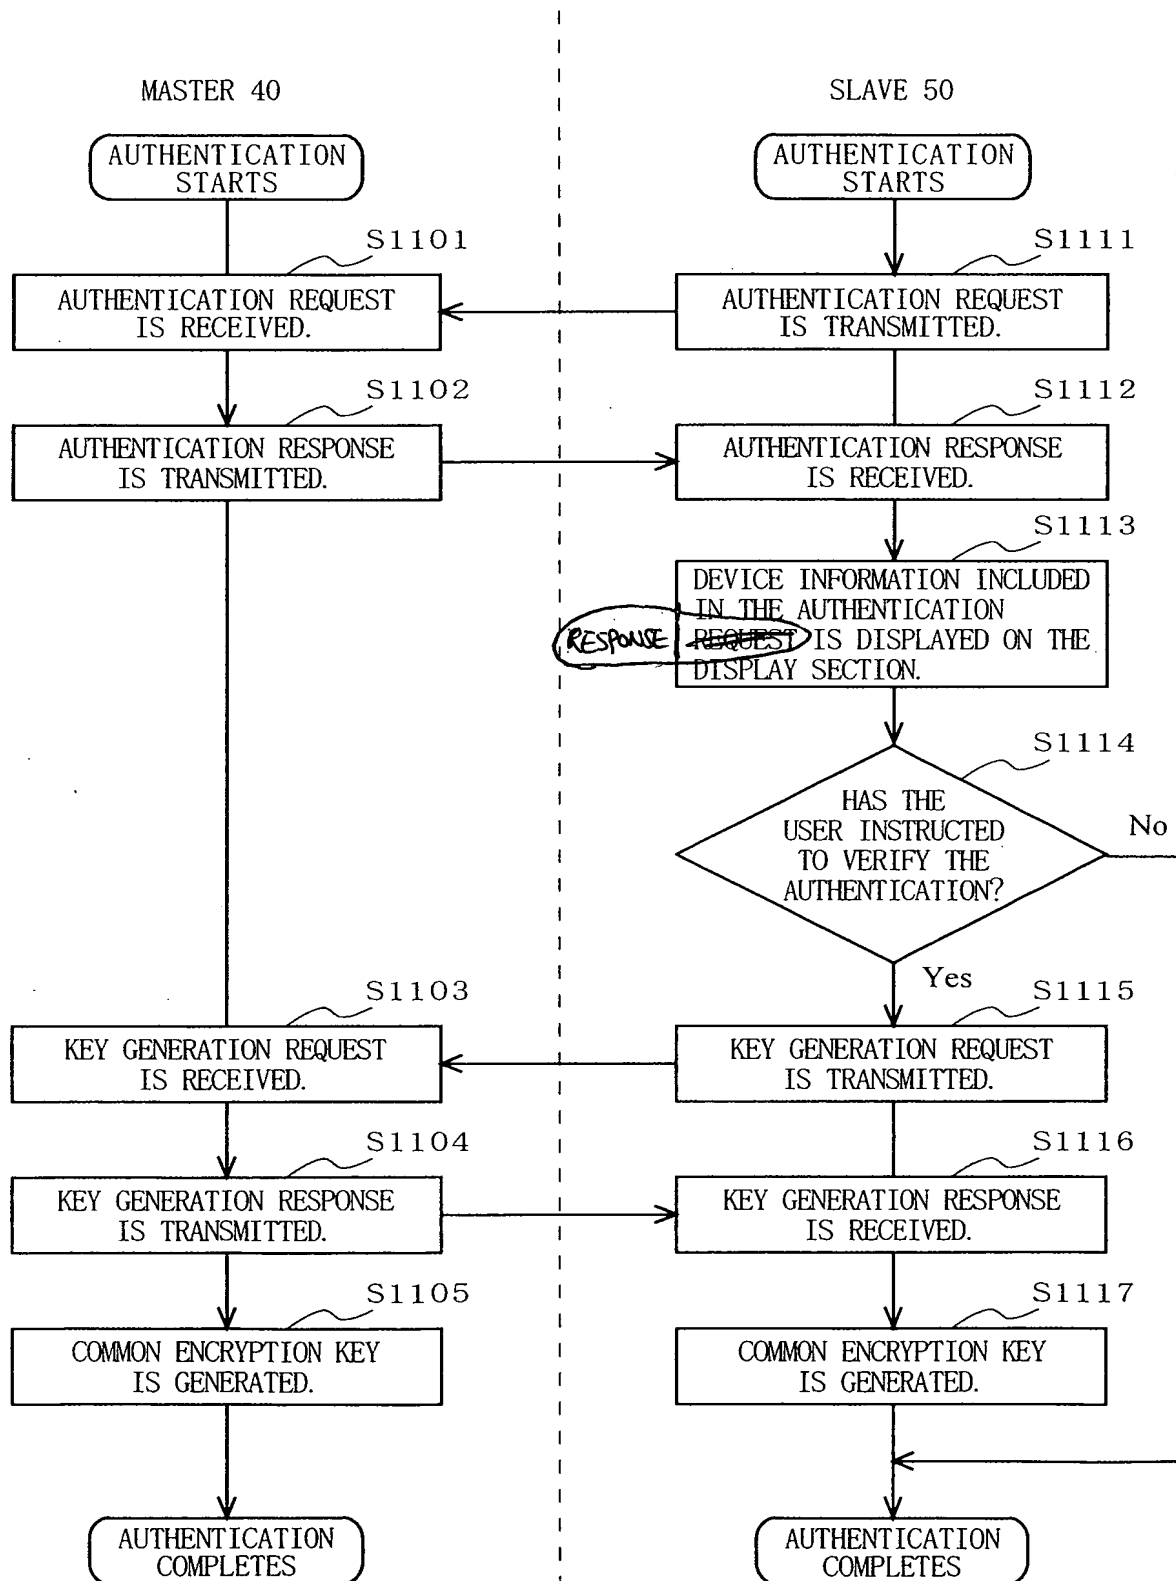 MASTER 40
SLAVE 50
AUTHENTICATION
STARTS
AUTHENTICATION
STARTS
S1101
S1111
AUTHENTICATION REQUEST
IS RECEIVED.
AUTHENTICATION REQUEST
IS TRANSMITTED.
S1102
S1112
AUTHENTICATION RESPONSE
IS TRANSMITTED.
AUTHENTICATION RESPONSE
IS RECEIVED.
S1113
DEVICE INFORMATION INCLUDED
IN THE AUTHENTICATION
RESPONSE REQUEST IS DISPLAYED ON THE
DISPLAY SECTION.
S1114
HAS THE
USER INSTRUCTED
TO VERIFY THE
AUTHENTICATION?
No
Yes
S1103
S1115
KEY GENERATION REQUEST
IS RECEIVED.
KEY GENERATION REQUEST
IS TRANSMITTED.
S1104
S1116
KEY GENERATION RESPONSE
IS TRANSMITTED.
KEY GENERATION RESPONSE
IS RECEIVED.
S1105
S1117
COMMON ENCRYPTION KEY
IS GENERATED.
COMMON ENCRYPTION KEY
IS GENERATED.
AUTHENTICATION
COMPLETES
AUTHENTICATION
COMPLETES